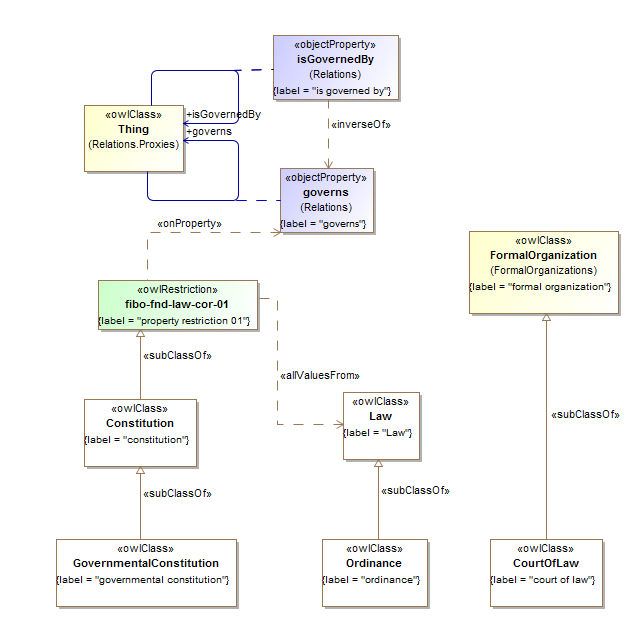 «objectProperty»
isGovernedBy
(Relations)
{label = "is governed by"}
«owlClass»
Thing
(Relations.Proxies)
+isGovernedBy
+governs
«inverseOf»
«objectProperty»
governs
(Relations)
{label = "governs"}
«onProperty»
«owlClass»
FormalOrganization
(FormalOrganizations)
{label = "formal organization"}
«owlRestriction»
fibo-fnd-law-cor-01
{label = "property restriction 01"}
«subClassOf»
«allValuesFrom»
«owlClass»
Constitution
{label = "constitution"}
«owlClass»
Law
{label = "Law"}
«subClassOf»
«subClassOf»
«subClassOf»
«owlClass»
GovernmentalConstitution
{label = "governmental constitution"}
«owlClass»
Ordinance
{label = "ordinance"}
«owlClass»
CourtOfLaw
{label = "court of law"}